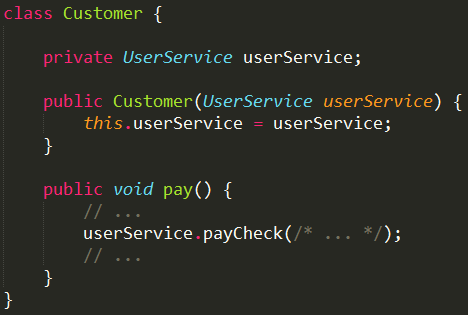 class Customer {
private UserService userService;
public Customer(UserService userService) {
this.userService = userService;
}
public void pay() {
// ...
userService.payCheck(/* ... */);
// ...
}
}